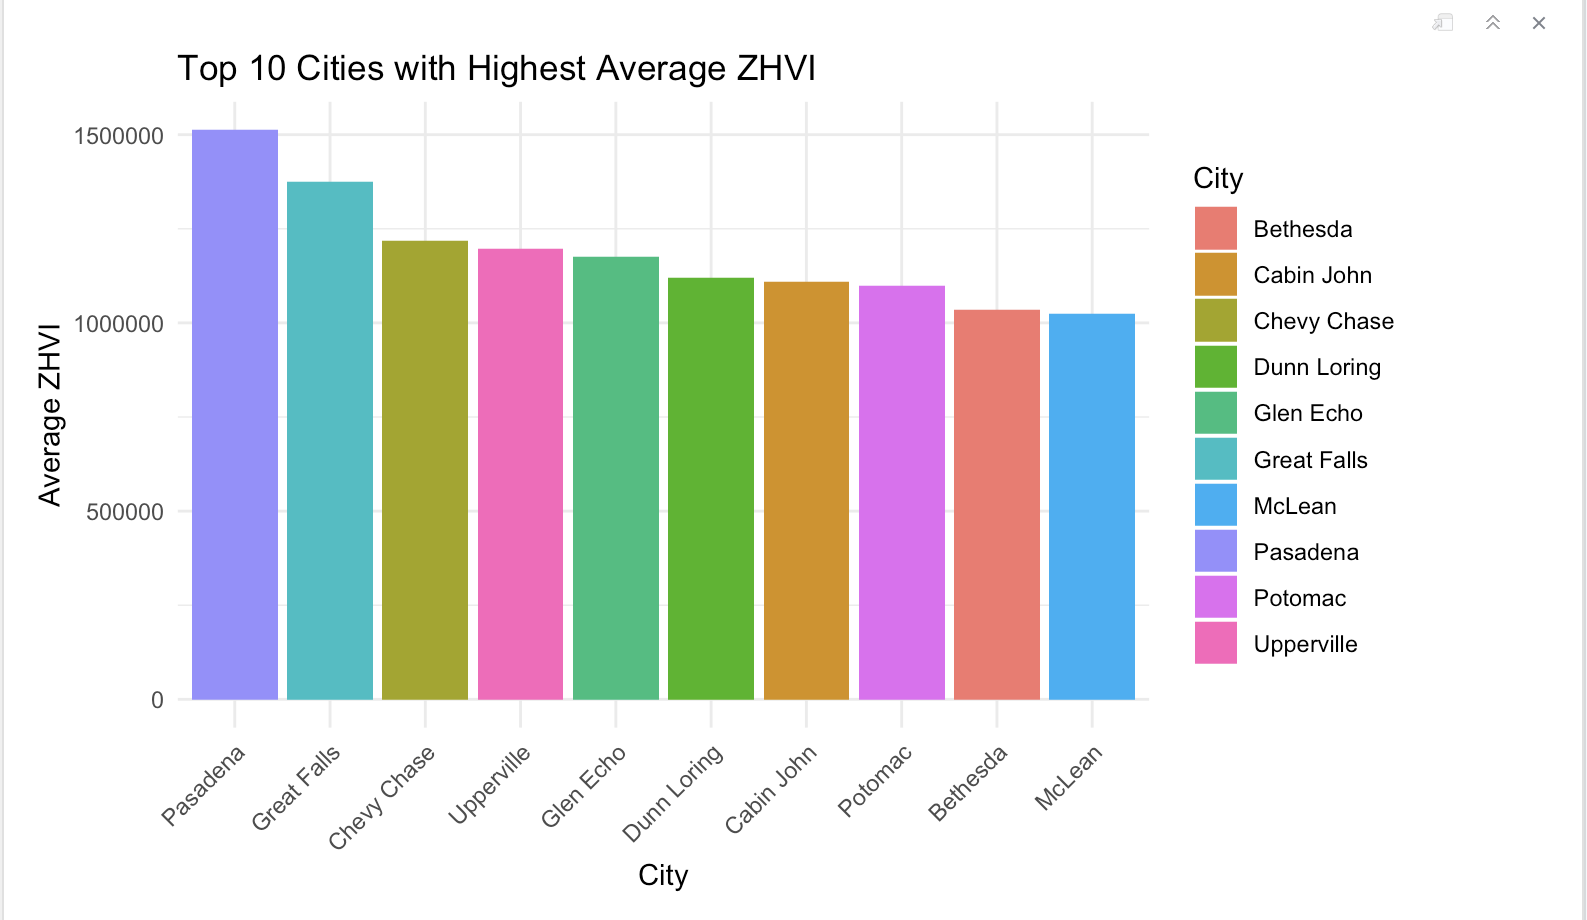 Top 10 Cities with Highest Average ZHVI
1500000
1000000
500000
0
Average ZHVI
Pasadena
Great Falls
Chevy Chase
Upperville
Glen Echo
Dunn Loring
Cabin John
Potomac
Bethesda
McLean
City
City
Bethesda
Cabin John
Chevy Chase
Dunn Loring
Glen Echo
Great Falls
McLean
Pasadena
Potomac
Upperville